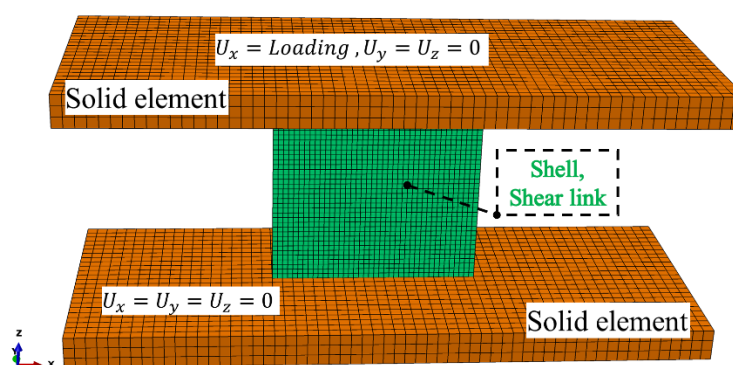 U_x = Loading , U_y = U_z = 0
Solid element
Shell,
Shear link
U_x = U_y = U_z = 0
Solid element
z
Y
x